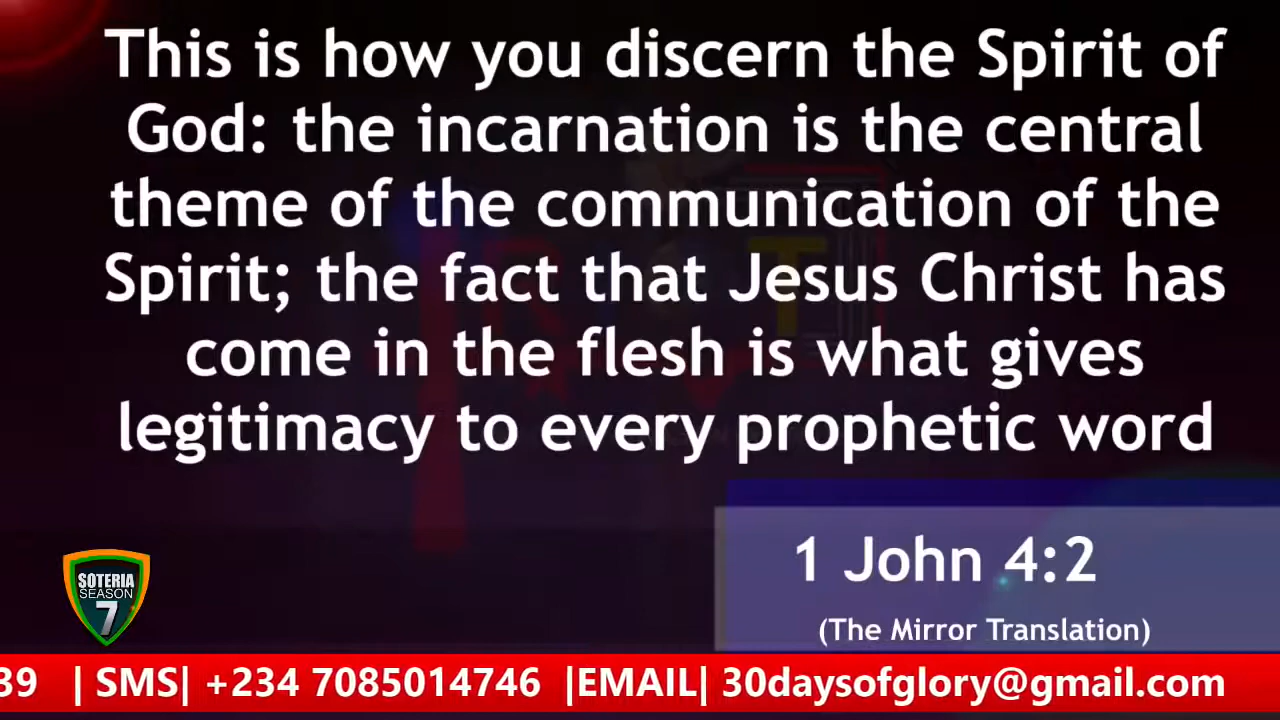 This is how you discern the Spirit of
God: the incarnation is the central
theme of the communication of the
Spirit; the fact that Jesus Christ has
come in the flesh is what gives
legitimacy to every prophetic word
1 John 4:2
(The Mirror Translation)
SOTERIA
SEASON
7
39 | SMS| +234 7085014746 |EMAIL| 30daysofglory@gmail.com